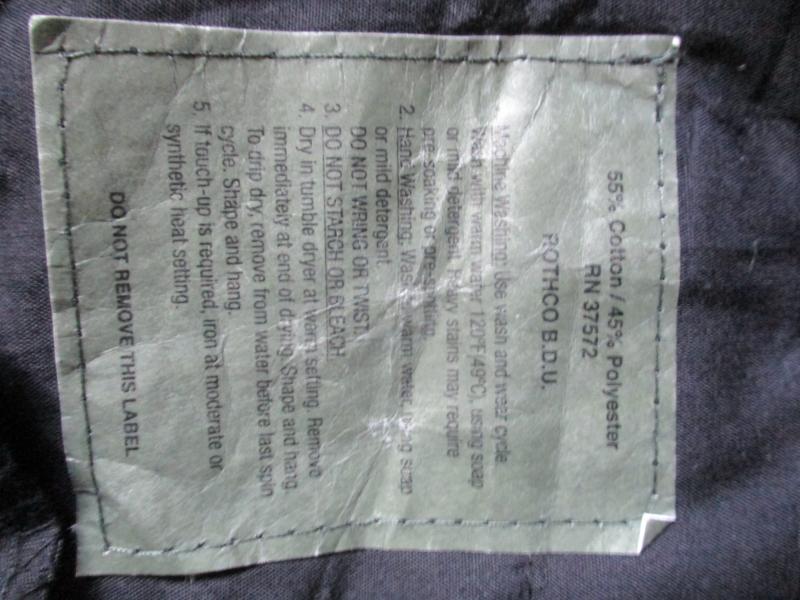 55% Cotton / 45% Polyester
RN 37572
ROTHCO B.D.U.
Machine Washing: Use wash and wear cycle.
Wash with warm water 120°F(49°C), using soap
or mild detergent. Heavy stains may require
pre-soaking or pre-spotting.
2. Hand Washing: Wash in warm water, using soap
or mild detergent.
DO NOT WRING OR TWIST.
3. DO NOT STARCH OR BLEACH.
4. Dry in tumble dryer at warm setting. Remove
immediately at end of drying. Shape and hang.
To drip dry, remove from water before last spin
cycle. Shape and hang.
5. If touch-up is required, iron at moderate or
synthetic heat setting.
DO NOT REMOVE THIS LABEL